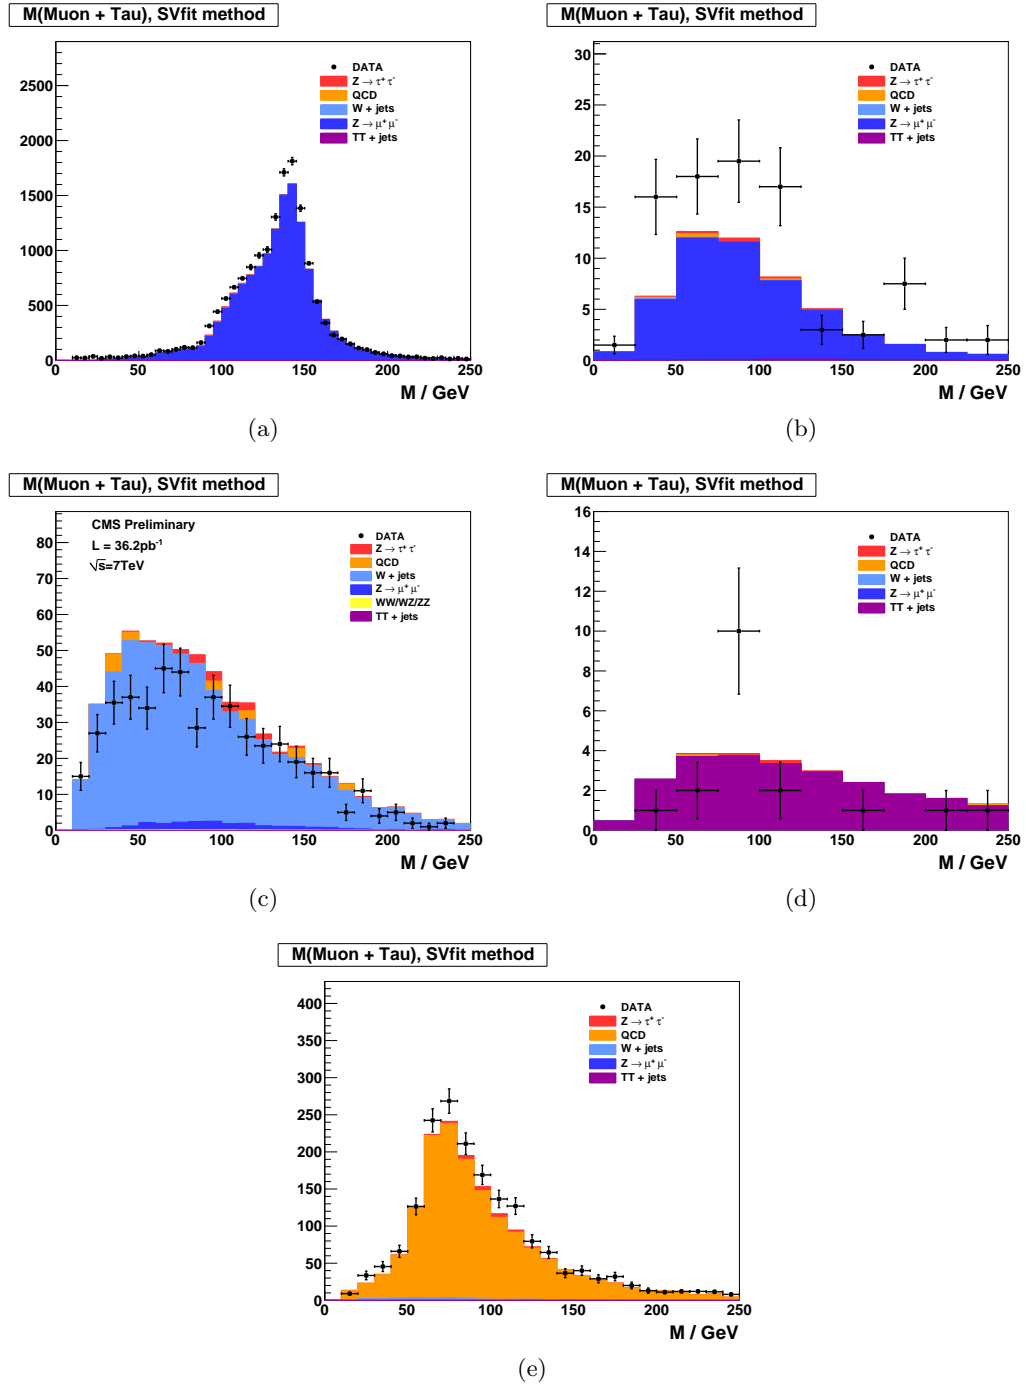 M(Muon + Tau), SVfit method
2500
2000
1500
1000
500
0
0 50 100 150 200 250
M / GeV
DATA
Z → τ⁺ τ⁻
QCD
W + jets
Z → μ⁺ μ⁻
TT + jets
(a)
M(Muon + Tau), SVfit method
30
25
20
15
10
5
0
0 50 100 150 200 250
M / GeV
DATA
Z → τ⁺ τ⁻
QCD
W + jets
Z → μ⁺ μ⁻
TT + jets
(b)
M(Muon + Tau), SVfit method
CMS Preliminary
L = 36.2pb⁻¹
√s=7TeV
80
70
60
50
40
30
20
10
0
0 50 100 150 200 250
M / GeV
DATA
Z → τ⁺ τ⁻
QCD
W + jets
Z → μ⁺ μ⁻
WW/WZ/ZZ
TT + jets
(c)
M(Muon + Tau), SVfit method
16
14
12
10
8
6
4
2
0
0 50 100 150 200 250
M / GeV
DATA
Z → τ⁺ τ⁻
QCD
W + jets
Z → μ⁺ μ⁻
TT + jets
(d)
M(Muon + Tau), SVfit method
400
350
300
250
200
150
100
50
0
0 50 100 150 200 250
M / GeV
DATA
Z → τ⁺ τ⁻
QCD
W + jets
Z → μ⁺ μ⁻
TT + jets
(e)